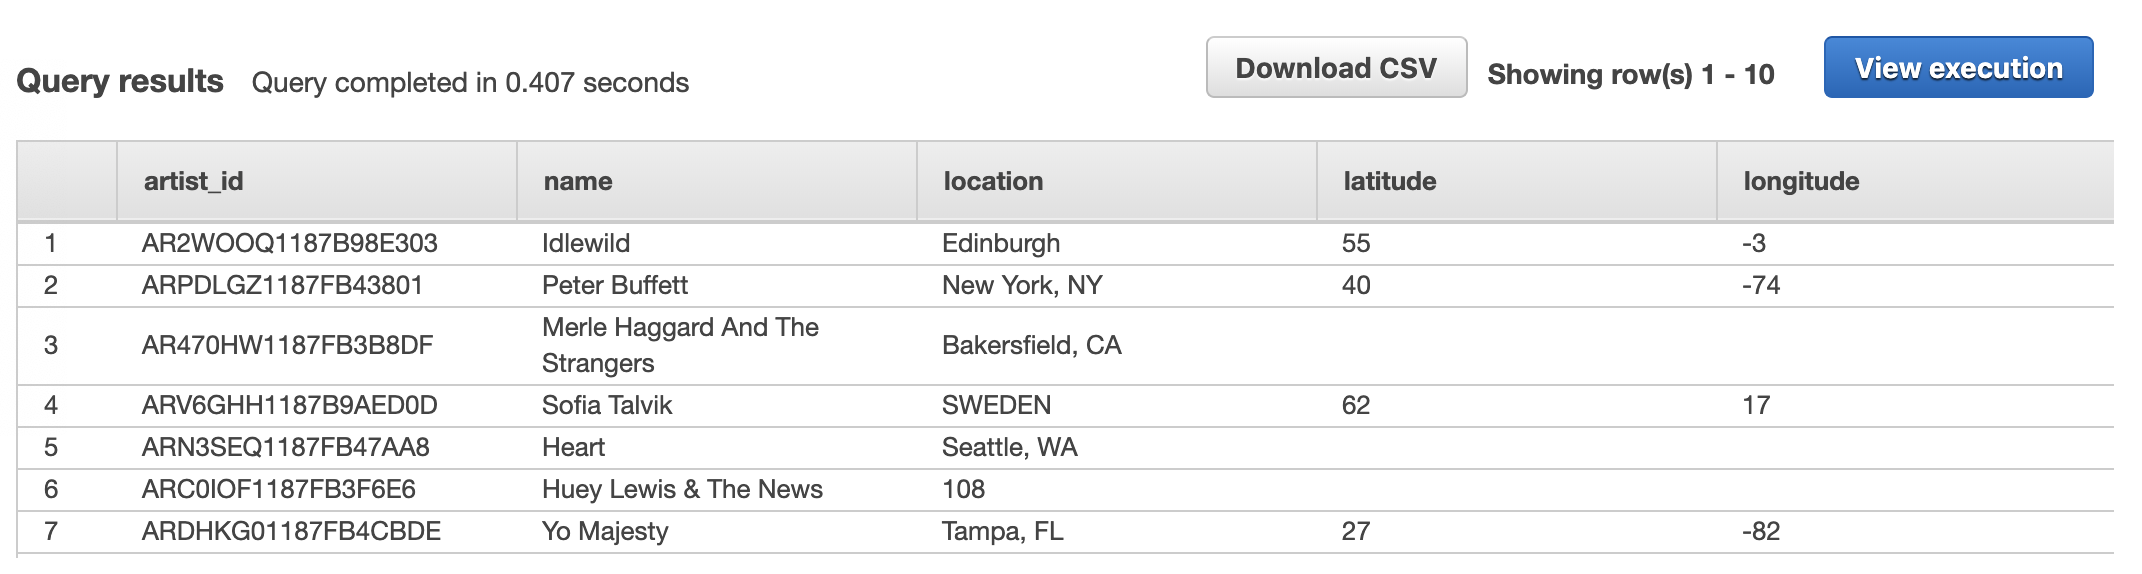 Query results Query completed in 0.407 seconds Download CSV Showing row(s) 1 - 10 View execution
artist_id name location latitude longitude
1 AR2WOOQ1187B98E303 Idlewild Edinburgh 55 -3
2 ARPDLGZ1187FB43801 Peter Buffett New York, NY 40 -74
3 AR470HW1187FB3B8DF Merle Haggard And The Strangers Bakersfield, CA
4 ARV6GHH1187B9AED0D Sofia Talvik SWEDEN 62 17
5 ARN3SEQ1187FB47AA8 Heart Seattle, WA
6 ARC0IOF1187FB3F6E6 Huey Lewis & The News 108
7 ARDHKG01187FB4CBDE Yo Majesty Tampa, FL 27 -82